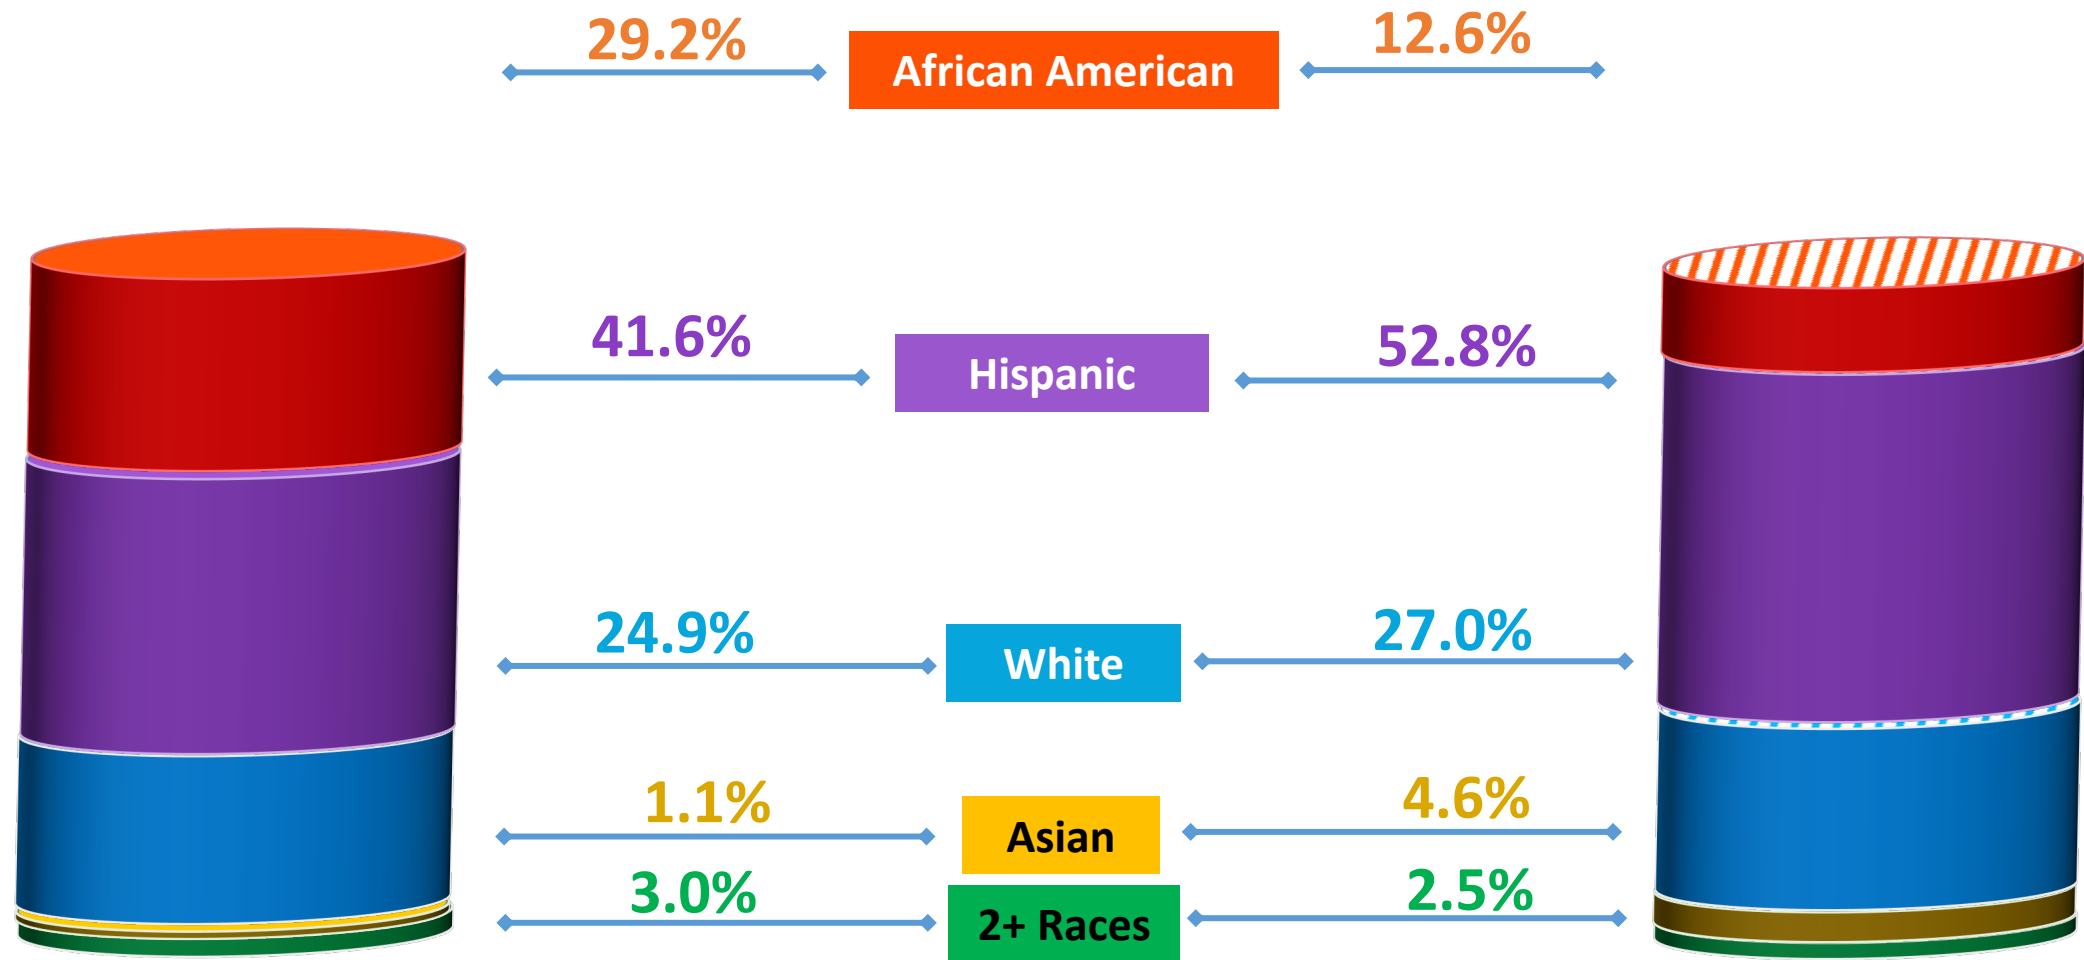 29.2% African American 12.6%
41.6% Hispanic 52.8%
24.9% White 27.0%
1.1% Asian 4.6%
3.0% 2+ Races 2.5%